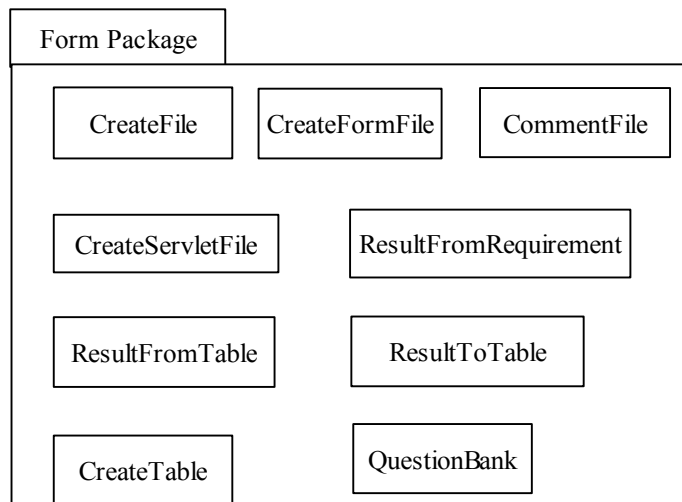 Form Package
CreateFile
CreateFormFile
CommentFile
CreateServletFile
ResultFromRequirement
ResultFromTable
ResultToTable
CreateTable
QuestionBank